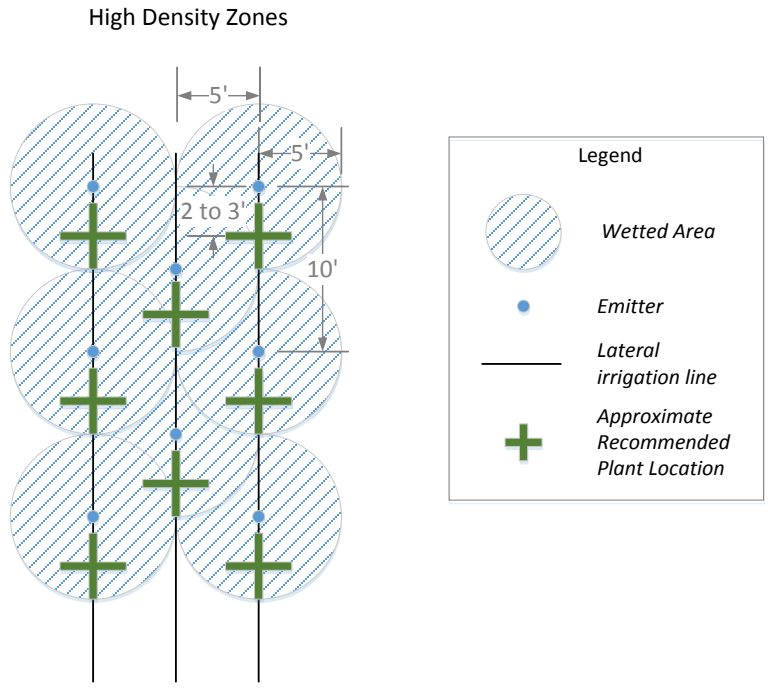 High Density Zones
5'
5'
2 to 3'
10'
Legend
Wetted Area
Emitter
Lateral
irrigation line
Approximate
Recommended
Plant Location